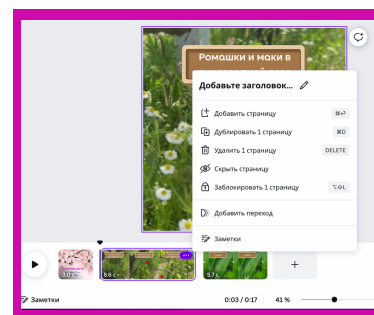 Ромашки и маки в
Добавьте заголовок...
Добавить страницу
Дублировать 1 страницу ⌘D
Удалить 1 страницу DELETE
Скрыть страницу
Заблокировать 1 страницу
Добавить переход
Заметки
3.0 с
8.6 с
5.7 с
Заметки 0:03 / 0:17 41 %